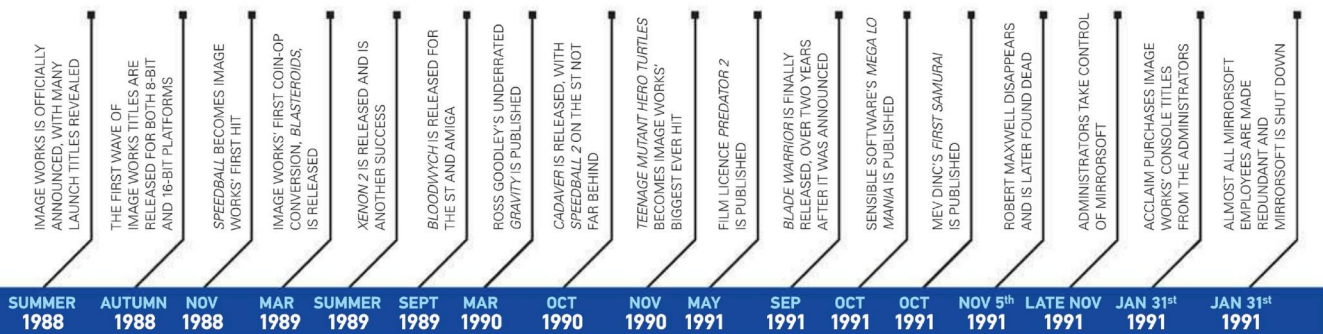 IMAGE WORKS IS OFFICIALLY
ANNOUNCED, WITH MANY
LAUNCH TITLES REVEALED
THE FIRST WAVE OF
IMAGE WORKS TITLES ARE
RELEASED FOR BOTH 8-BIT
AND 16-BIT PLATFORMS
SPEEDBALL BECOMES IMAGE
WORKS' FIRST HIT
IMAGE WORKS' FIRST COIN-OP
CONVERSION, BLASTEROIDS,
IS RELEASED
XENON 2 IS RELEASED AND IS
ANOTHER SUCCESS
BLOODWYCH IS RELEASED FOR
THE ST AND AMIGA
ROSS GOODLEY'S UNDERRATED
GRAVITY IS PUBLISHED
CADAVER IS RELEASED, WITH
SPEEDBALL 2 ON THE ST NOT
FAR BEHIND
TEENAGE MUTANT HERO TURTLES
BECOMES IMAGE WORKS'
BIGGEST EVER HIT
FILM LICENCE PREDATOR 2
IS PUBLISHED
BLADE WARRIOR IS FINALLY
RELEASED, OVER TWO YEARS
AFTER IT WAS ANNOUNCED
SENSIBLE SOFTWARE'S MEGA LO
MANIA IS PUBLISHED
MEV DINC'S FIRST SAMURAI
IS PUBLISHED
ROBERT MAXWELL DISAPPEARS
AND IS LATER FOUND DEAD
ADMINISTRATORS TAKE CONTROL
OF MIRRORSOFT
ACCLAIM PURCHASES IMAGE
WORKS' CONSOLE TITLES
FROM THE ADMINISTRATORS
ALMOST ALL MIRRORSOFT
EMPLOYEES ARE MADE
REDUNDANT AND
MIRRORSOFT IS SHUT DOWN
SUMMER
1988
AUTUMN
1988
NOV
1988
MAR
1989
SUMMER
1989
SEPT
1989
MAR
1990
OCT
1990
NOV
1990
MAY
1991
SEP
1991
OCT
1991
OCT
1991
NOV 5th
1991
LATE NOV
1991
JAN 31st
1991
JAN 31st
1991